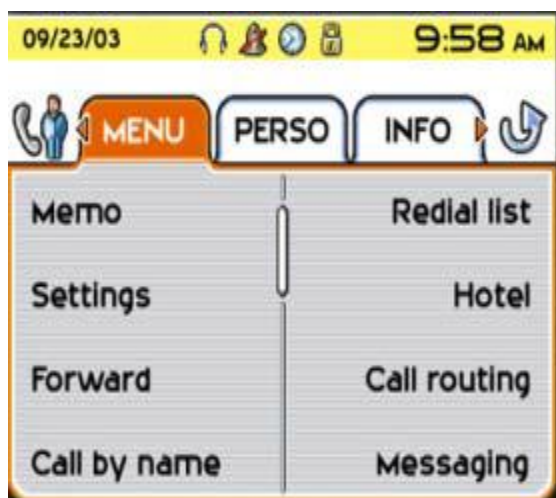 09/23/03 9:58 AM
MENU PERSO INFO
Memo Redial list
Settings Hotel
Forward Call routing
Call by name Messaging